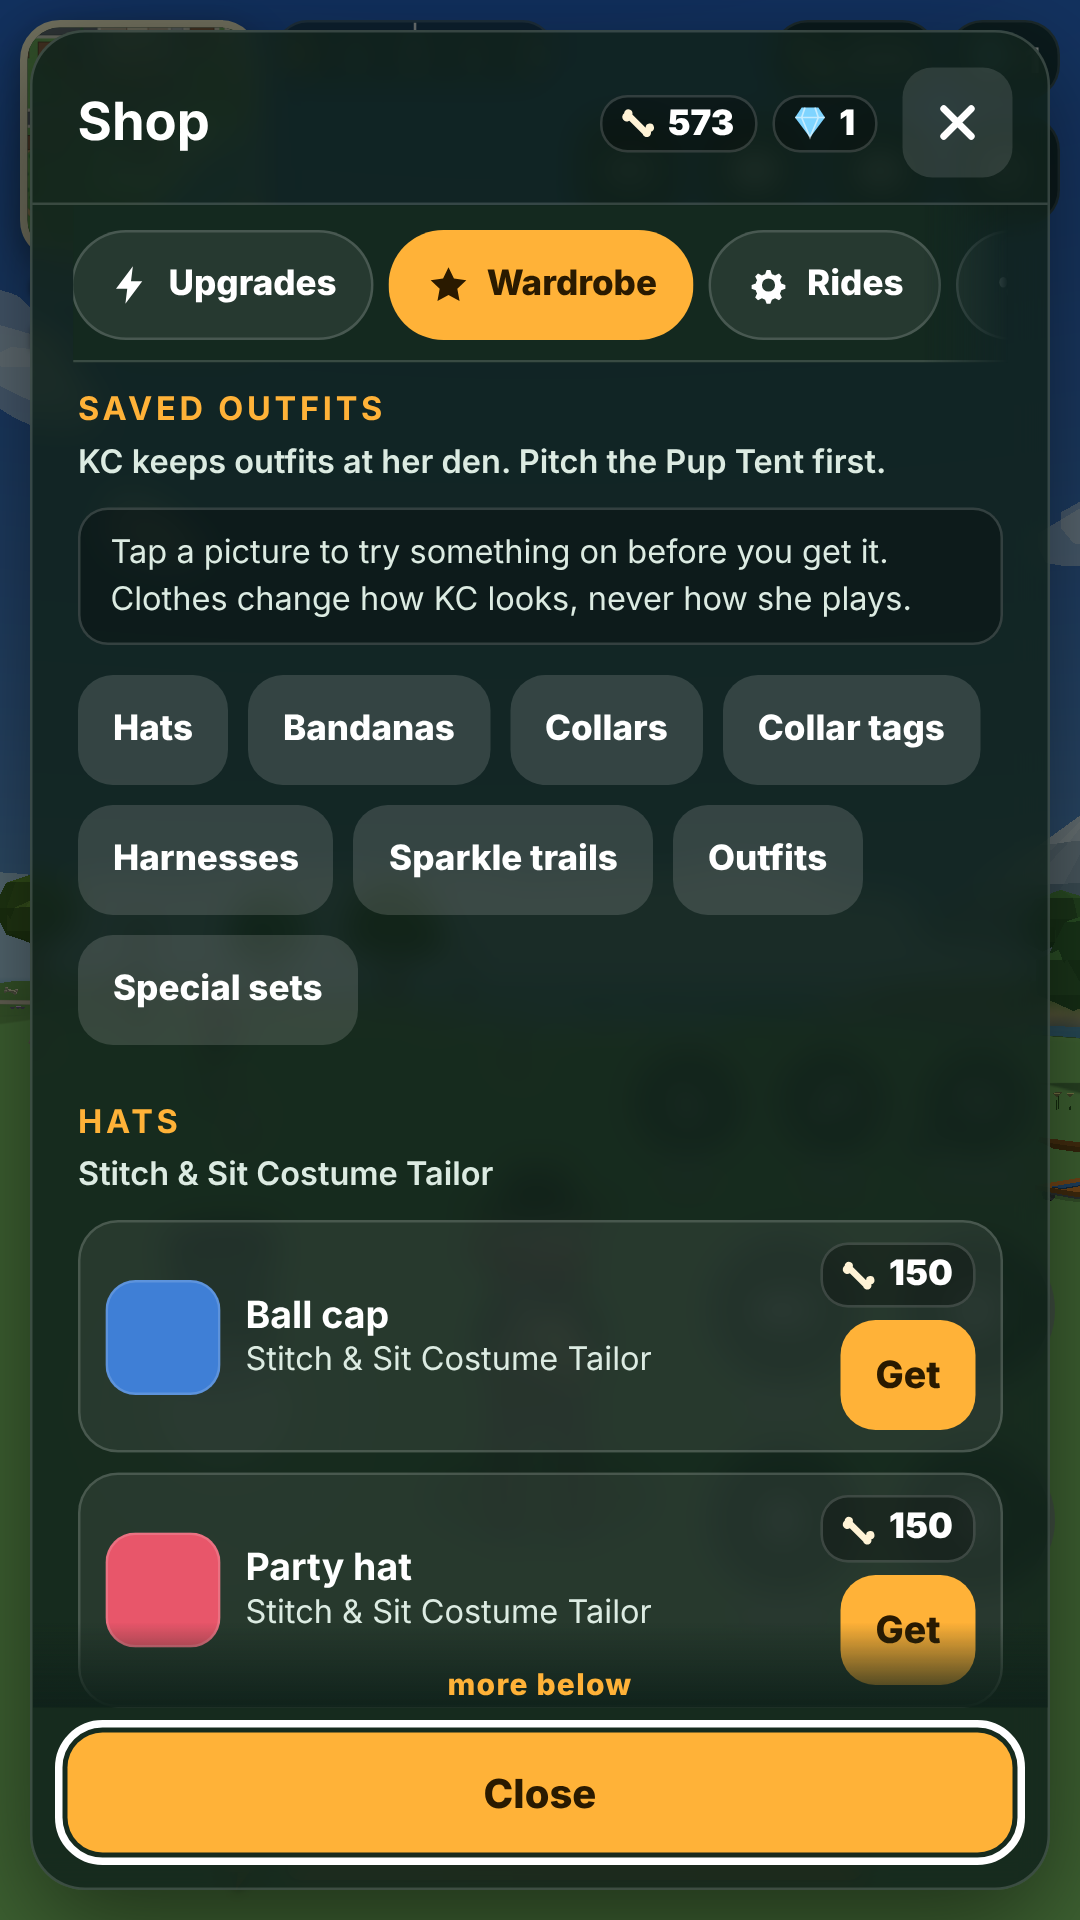 Shop
573
1
Upgrades
Wardrobe
Rides
SAVED OUTFITS
KC keeps outfits at her den. Pitch the Pup Tent first.
Tap a picture to try something on before you get it.
Clothes change how KC looks, never how she plays.
Hats
Bandanas
Collars
Collar tags
Harnesses
Sparkle trails
Outfits
Special sets
HATS
Stitch & Sit Costume Tailor
150
Ball cap
Stitch & Sit Costume Tailor
Get
150
Party hat
Stitch & Sit Costume Tailor
Get
more below
Close